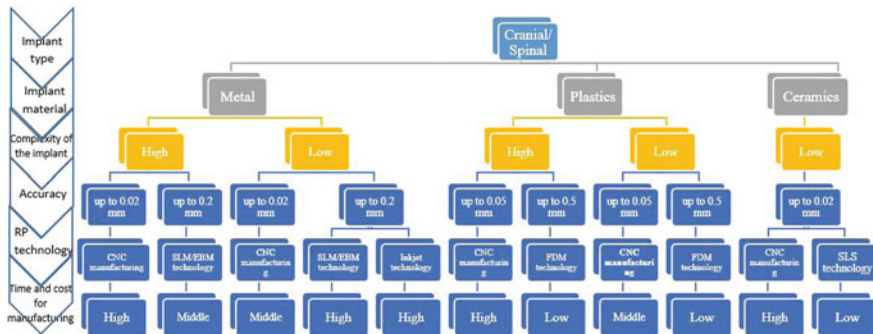 Implant
type
Cranial/
Spinal
Implant
material
Metal
Plastics
Ceramics
Complexity of
the implant
High
Low
High
Low
Low
Accuracy
up to 0.02
mm
up to 0.2
mm
up to 0.02
mm
up to 0.2
mm
up to 0.05
mm
up to 0.5
mm
up to 0.05
mm
up to 0.5
mm
up to 0.02
mm
RP
technology
CNC
manufacturing
SLM/EBM
technology
CNC
manufacturin
g
SLM/EBM
technology
Inkjet
technology
CNC
manufacturin
g
FDM
technology
CNC
manufacturi
ng
FDM
technology
CNC
manufacturin
g
SLS
technology
Time and cost
for
manufacturing
High
Middle
Middle
High
High
High
Low
Middle
Low
High
Low